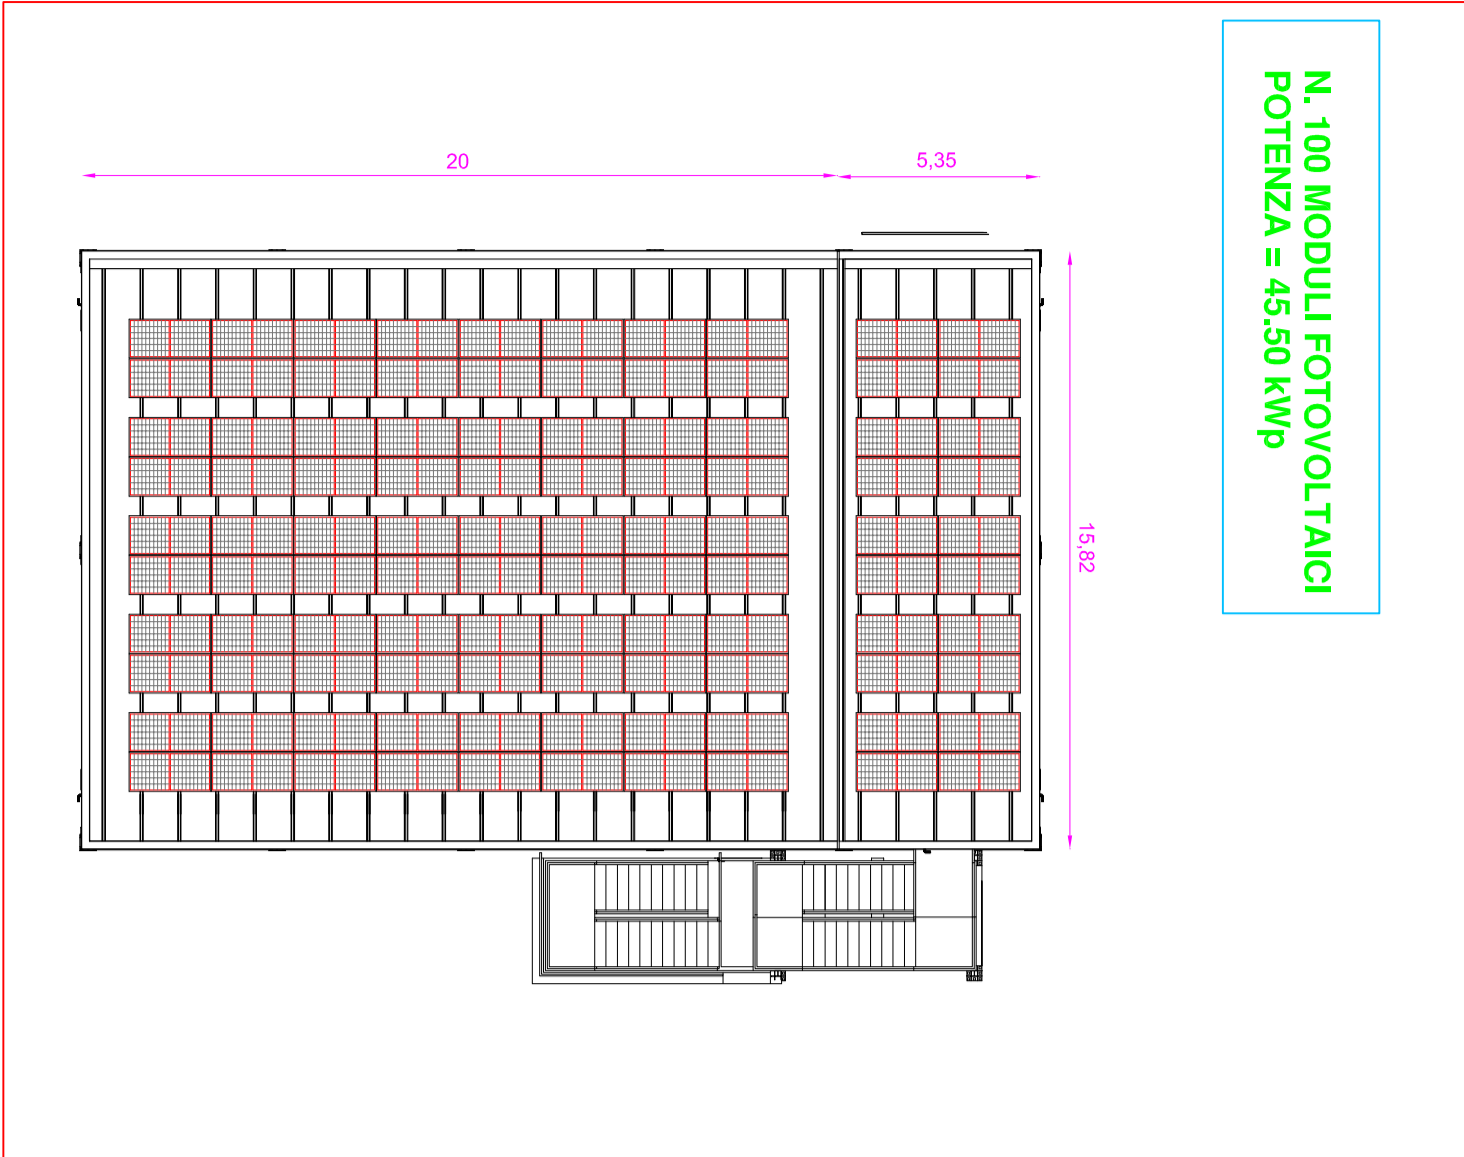 N. 100 MODULI FOTOVOLTAICI
POTENZA = 45.50 kWp
20
5,35
15,82